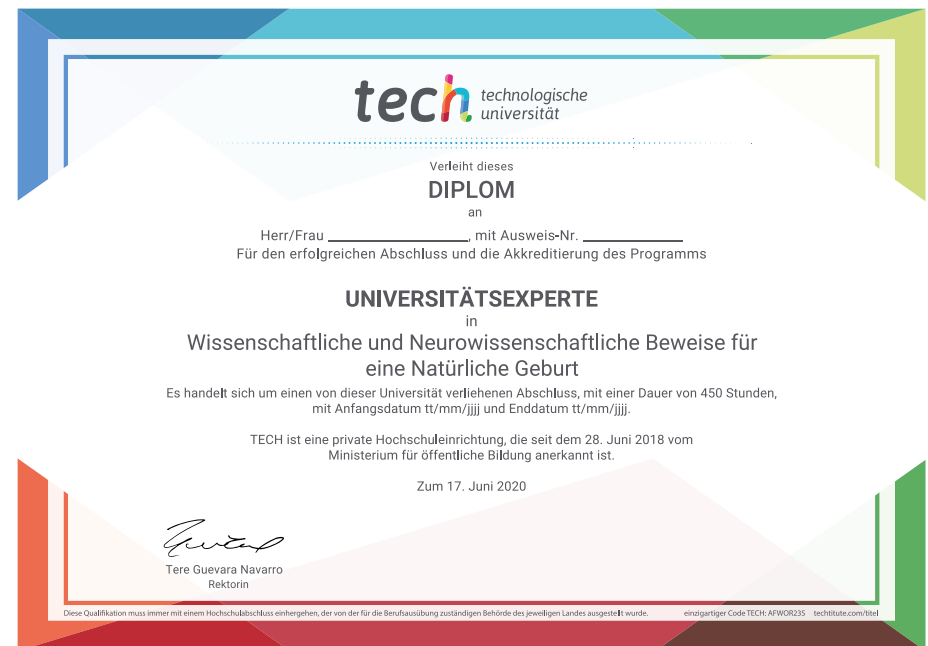 tech technologische
universität
Verleiht dieses
DIPLOM
an
Herr/Frau ____________, mit Ausweis-Nr. ____________
Für den erfolgreichen Abschluss und die Akkreditierung des Programms
UNIVERSITÄTSEXPERTE
in
Wissenschaftliche und Neurowissenschaftliche Beweise für
eine Natürliche Geburt
Es handelt sich um einen von dieser Universität verliehenen Abschluss, mit einer Dauer von 450 Stunden,
mit Anfangsdatum tt/mm/jjjj und Enddatum tt/mm/jjjj.
TECH ist eine private Hochschuleinrichtung, die seit dem 28. Juni 2018 vom
Ministerium für öffentliche Bildung anerkannt ist.
Zum 17. Juni 2020
Tere Guevara Navarro
Rektorin
Diese Qualifikation muss immer mit einem Hochschulabschluss einhergehen, der von der für die Berufsausübung zuständigen Behörde des jeweiligen Landes ausgestellt wurde. einzigartiger Code TECH: AFWOR235 techtitute.com/titel